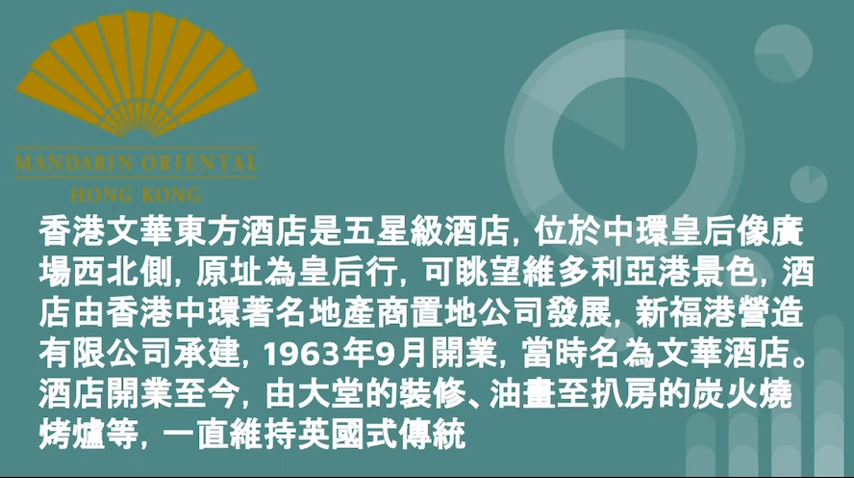 MANDARIN ORIENTAL
HONG KONG
香港文華東方酒店是五星級酒店，位於中環皇后像廣
場西北側，原址為皇后行，可眺望維多利亞港景色，酒
店由香港中環著名地產商置地公司發展，新福港營造
有限公司承建，1963年9月開業，當時名為文華酒店。
酒店開業至今，由大堂的裝修、油畫至扒房的炭火燒
烤爐等，一直維持英國式傳統